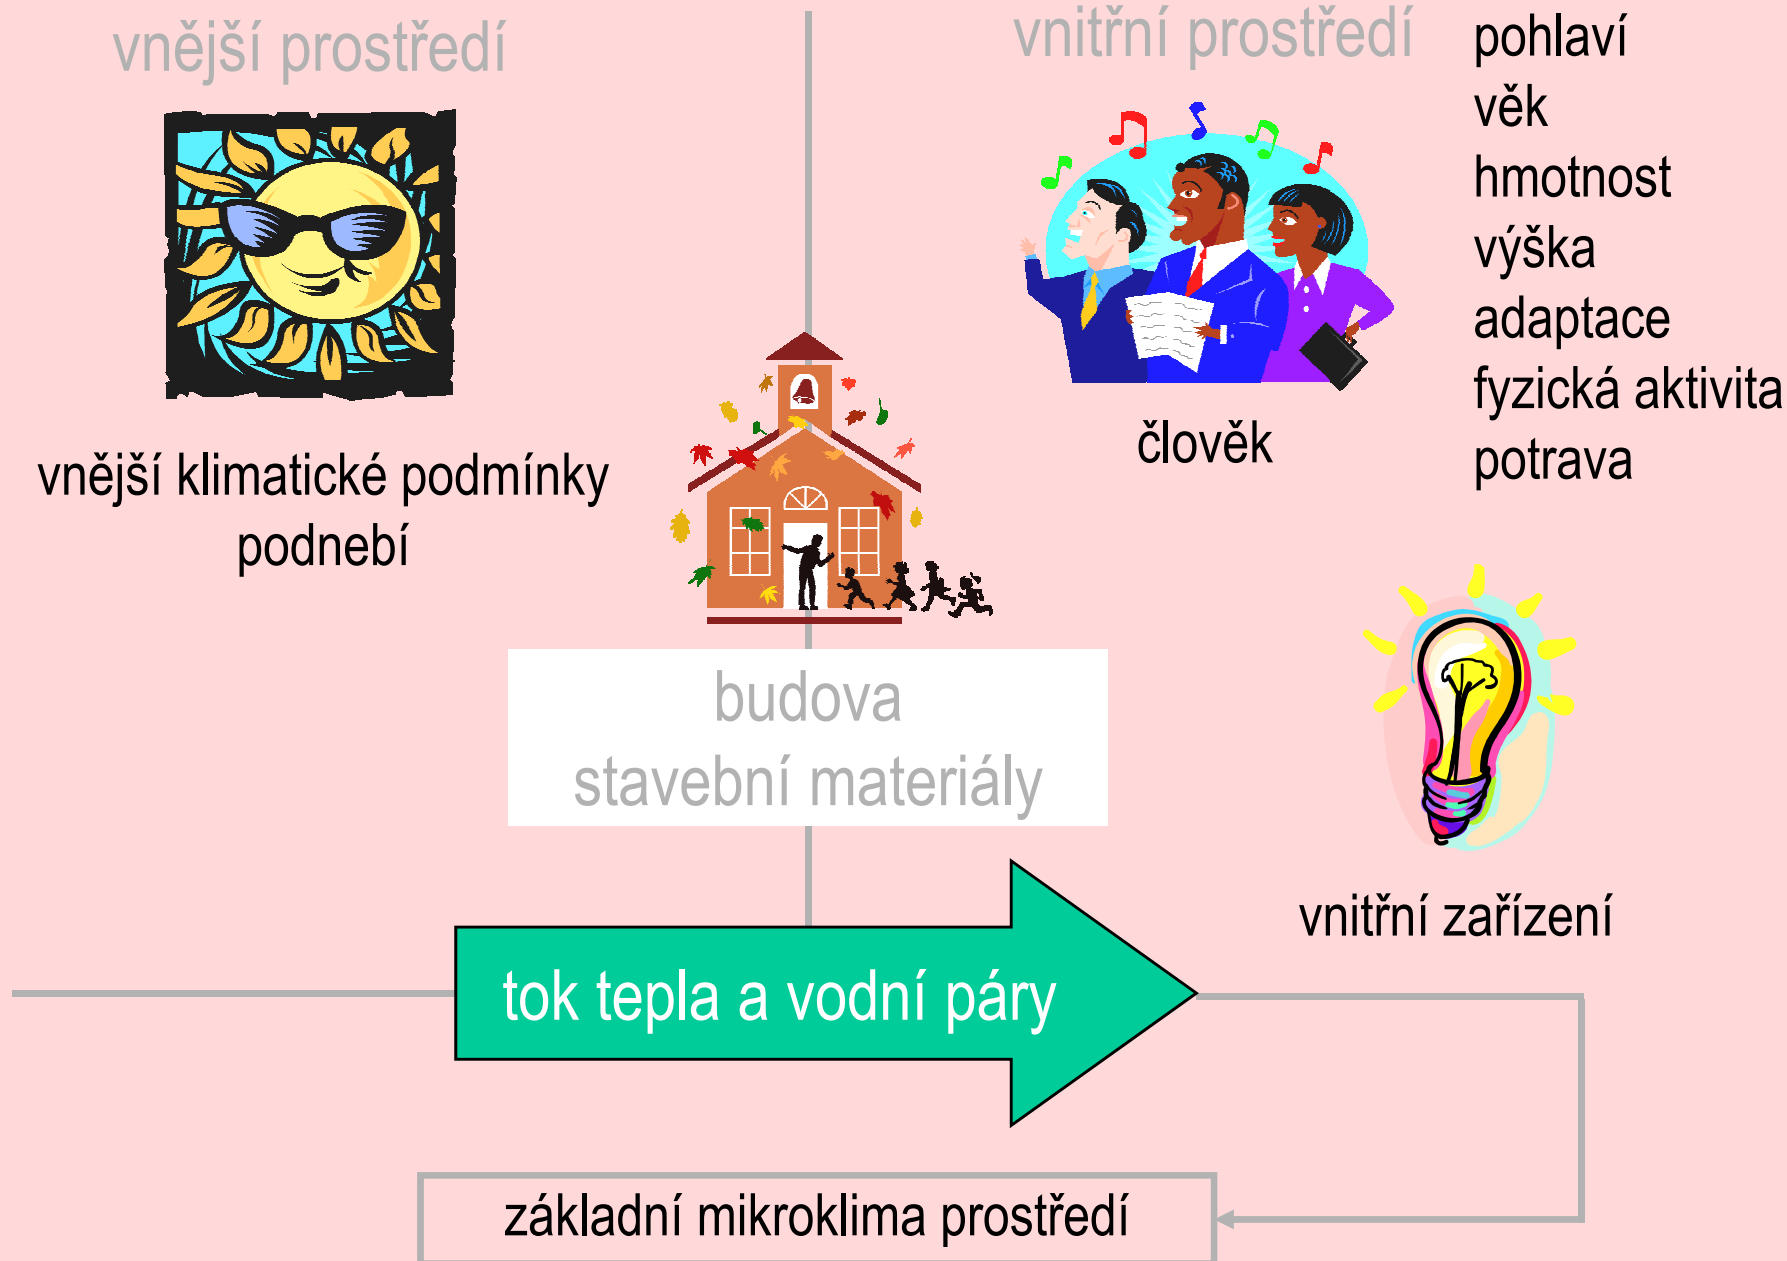 vnější prostředí
vnitřní prostředí
pohlaví
věk
hmotnost
výška
adaptace
fyzická aktivita
potrava
člověk
vnější klimatické podmínky
podnebí
budova
stavební materiály
vnitřní zařízení
tok tepla a vodní páry
základní mikroklima prostředí